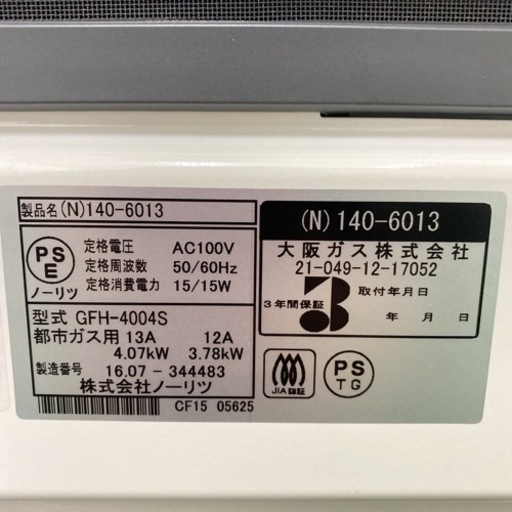 製品名(N)140-6013
PS
E
ノーリツ
定格電圧 AC100V
定格周波数 50/60Hz
定格消費電力 15/15W
型式 GFH-4004S
都市ガス用 13A 12A
4.07kW 3.78kW
製造番号 16.07-344483
株式会社ノーリツ
CF15 05625
(N)140-6013
大阪ガス株式会社
21-049-12-17052
3年間保証
3
取付年月日
年 月 日
JIA認証
PS
TG